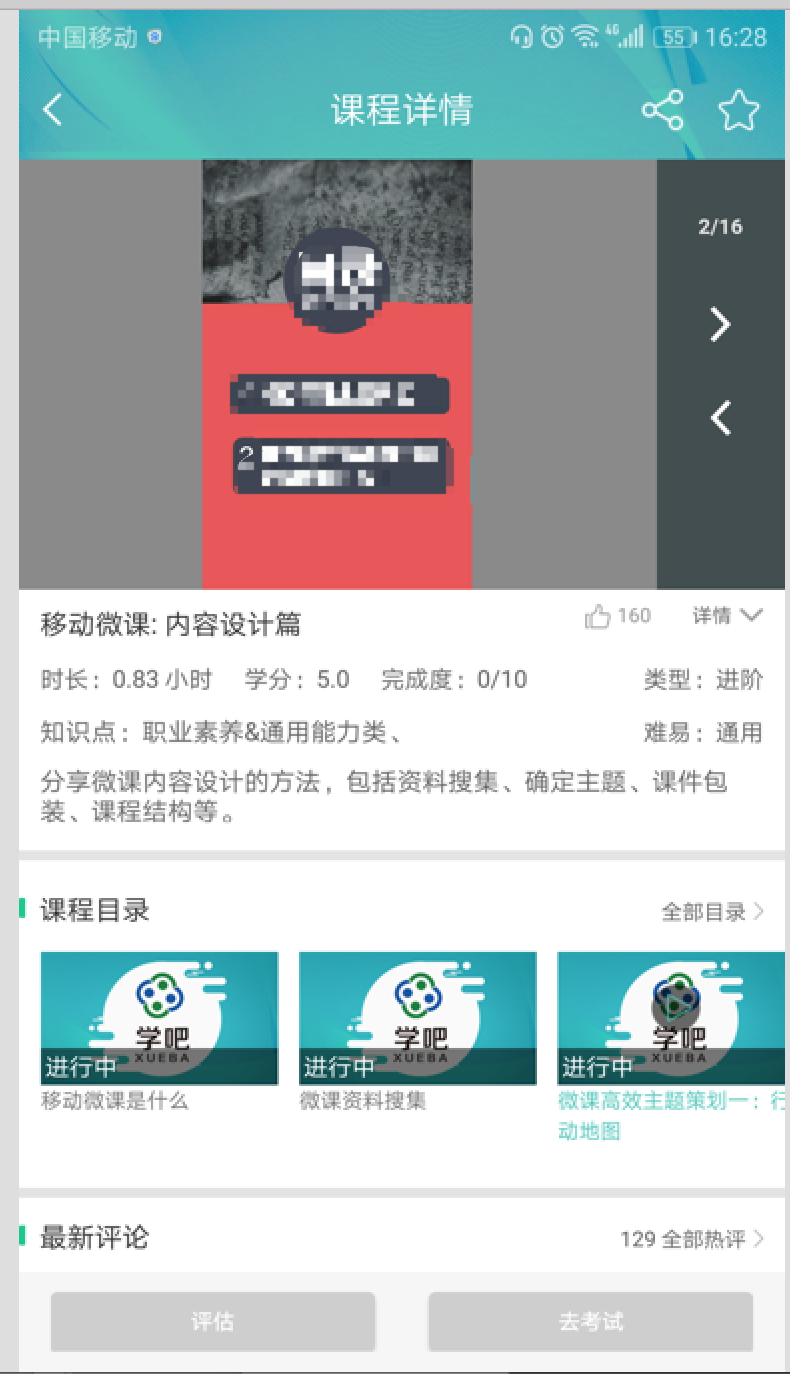 中国移动
4G 55 16:28
课程详情
2/16
2
移动微课: 内容设计篇
160 详情
时长：0.83 小时 学分：5.0 完成度：0/10 类型：进阶
知识点：职业素养&通用能力类、 难易：通用
分享微课内容设计的方法，包括资料搜集、确定主题、课件包
装、课程结构等。
课程目录 全部目录
学吧
XUEBA
进行中
移动微课是什么
学吧
XUEBA
进行中
微课资料搜集
学吧
XUEBA
进行中
微课高效主题策划一：行
动地图
最新评论 129 全部热评
评估 去考试